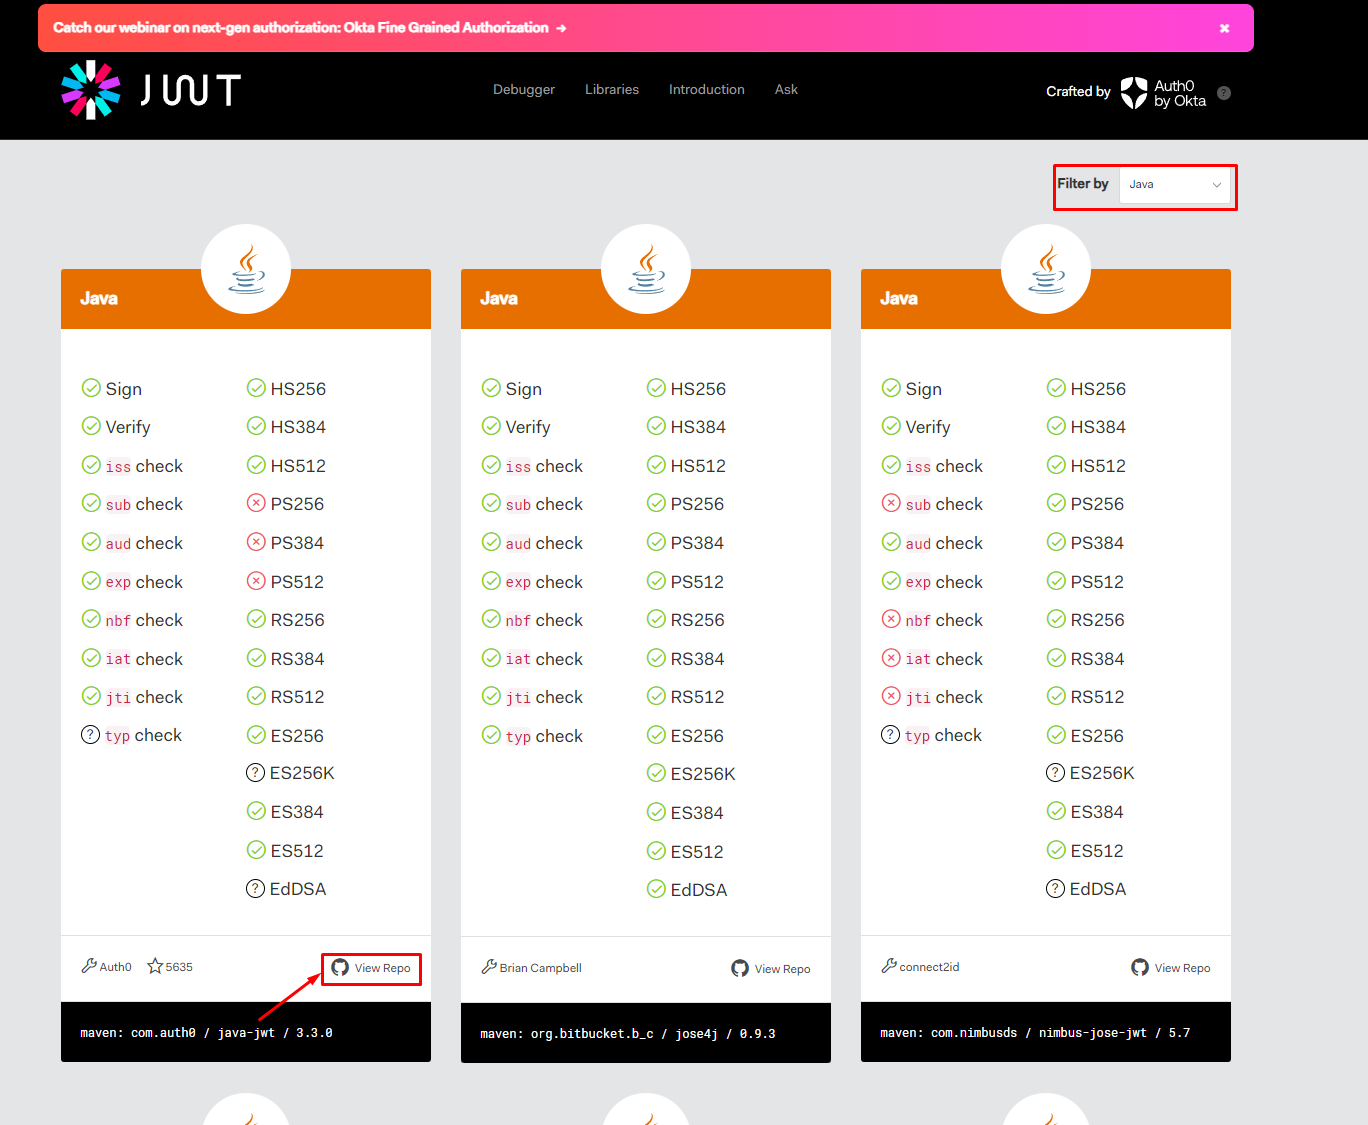 Catch our webinar on next-gen authorization: Okta Fine Grained Authorization →
JWT
Debugger Libraries Introduction Ask
Crafted by Auth0 by Okta ?
Filter by Java
Java
Sign HS256
Verify HS384
iss check HS512
sub check PS256
aud check PS384
exp check PS512
nbf check RS256
iat check RS384
jti check RS512
typ check ES256
ES256K
ES384
ES512
EdDSA
Auth0 5635 View Repo
maven: com.auth0 / java-jwt / 3.3.0
Java
Sign HS256
Verify HS384
iss check HS512
sub check PS256
aud check PS384
exp check PS512
nbf check RS256
iat check RS384
jti check RS512
typ check ES256
ES256K
ES384
ES512
EdDSA
Brian Campbell View Repo
maven: org.bitbucket.b_c / jose4j / 0.9.3
Java
Sign HS256
Verify HS384
iss check HS512
sub check PS256
aud check PS384
exp check PS512
nbf check RS256
iat check RS384
jti check RS512
typ check ES256
ES256K
ES384
ES512
EdDSA
connect2id View Repo
maven: com.nimbusds / nimbus-jose-jwt / 5.7